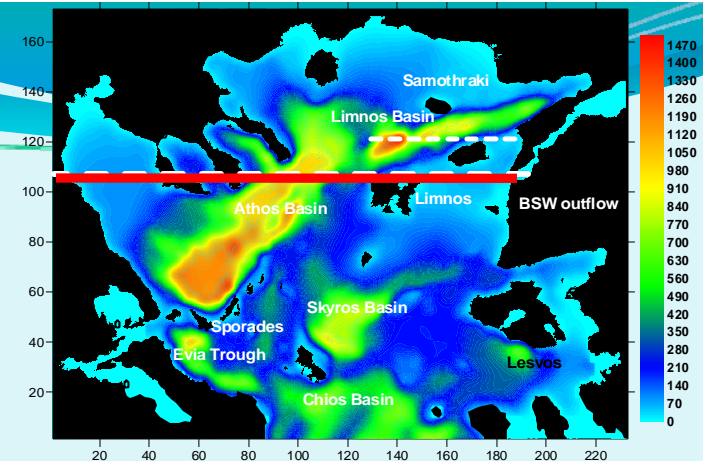 160
140
120
100
80
60
40
20
20 40 60 80 100 120 140 160 180 200 220
Samothraki
Limnos Basin
Limnos
BSW outflow
Athos Basin
Skyros Basin
Sporades
Evia Trough
Lesvos
Chios Basin
1470
1400
1330
1260
1190
1120
1050
980
910
840
770
700
630
560
490
420
350
280
210
140
70
0